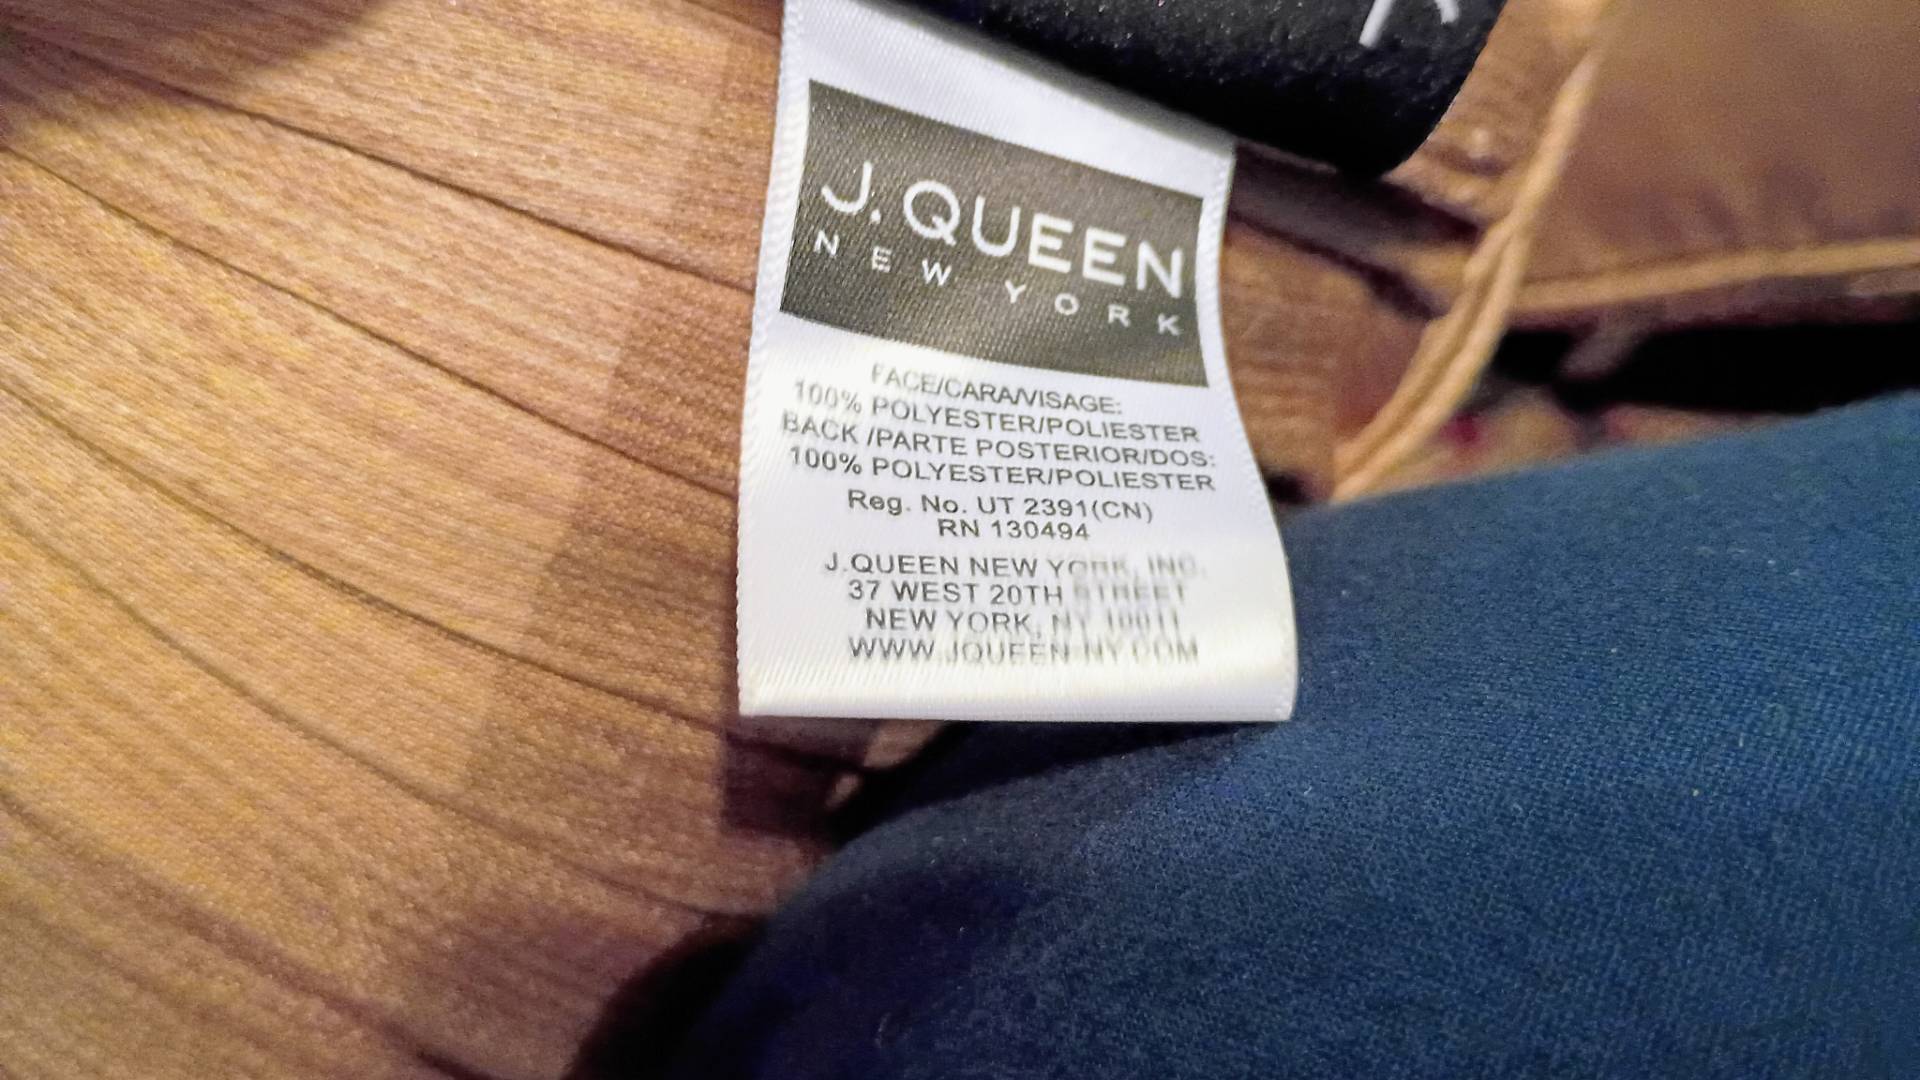 J.QUEEN
NEW YORK
FACE/CARA/VISAGE:
100% POLYESTER/POLIESTER
BACK /PARTE POSTERIOR/DOS:
100% POLYESTER/POLIESTER
Reg. No. UT 2391(CN)
RN 130494
J.QUEEN NEW YORK, INC.
37 WEST 20TH STREET
NEW YORK, NY 10011
WWW.JQUEEN-NY.COM